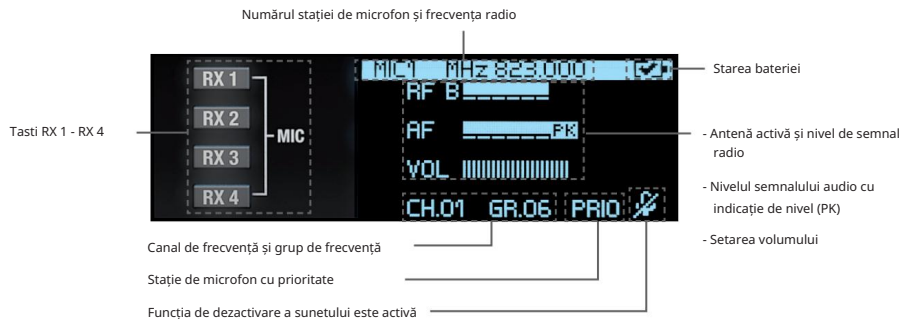 Numărul stației de microfon și frecvența radio
MIC1 MHz 823.000
Starea bateriei
RX 1
RX 2
RX 3
RX 4
MIC
Tasti RX 1 - RX 4
RF B
AF PK
VOL
CH.01 GR.06 PRIO
- Antenă activă și nivel de semnal
radio
- Nivelul semnalului audio cu
indicație de nivel (PK)
- Setarea volumului
Canal de frecvență și grup de frecvență
Stație de microfon cu prioritate
Funcția de dezactivare a sunetului este activă